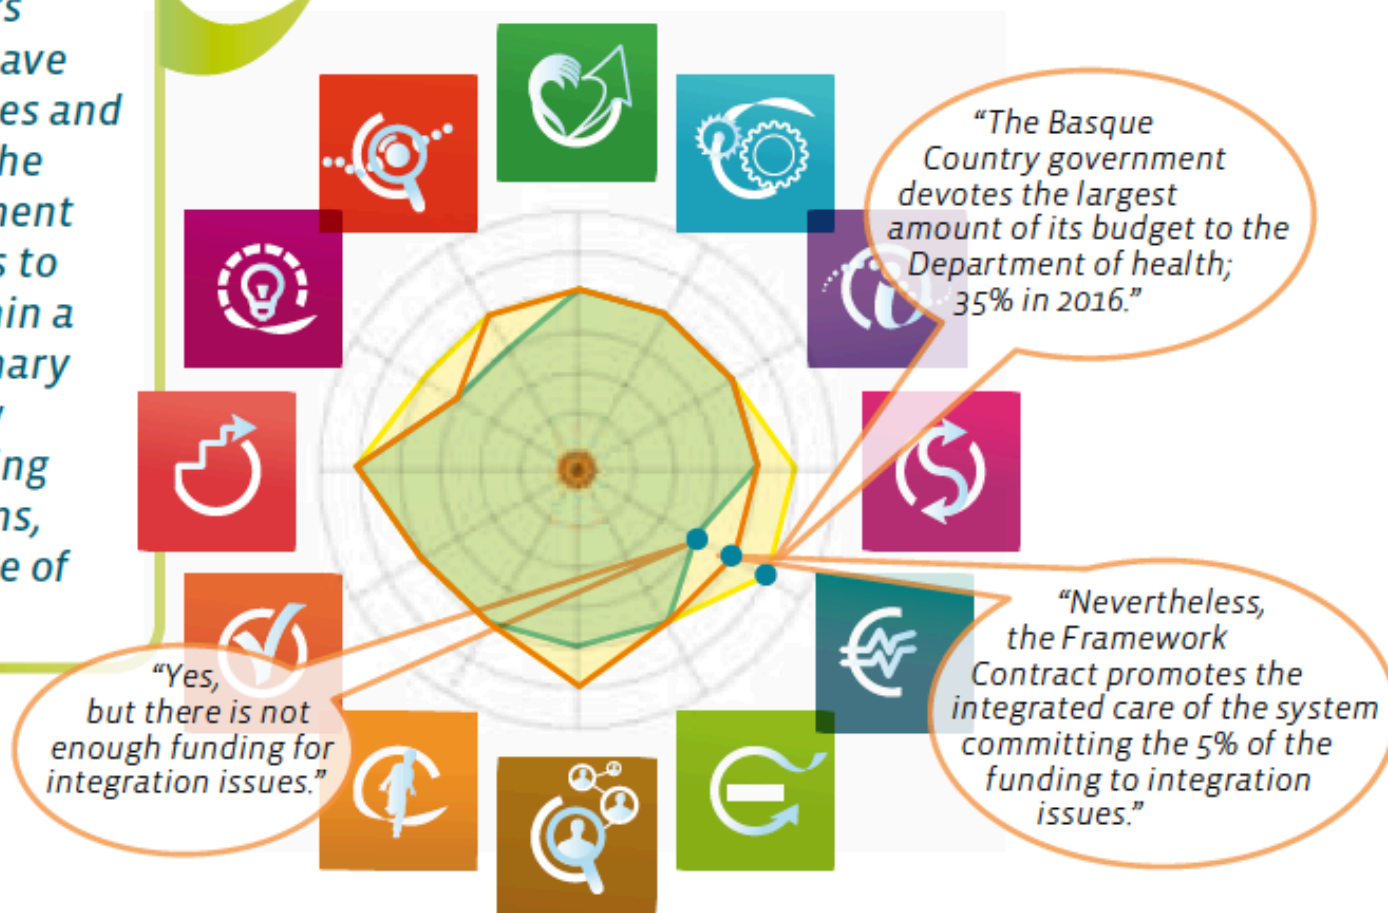 ave
es and
he
nent
s to
nin a
nary
ng
ns,
e of
“The Basque
Country government
devotes the largest
amount of its budget to the
Department of health;
35% in 2016.”
“Nevertheless,
the Framework
Contract promotes the
integrated care of the system
committing the 5% of the
funding to integration
issues.”
“Yes,
but there is not
enough funding for
integration issues.”